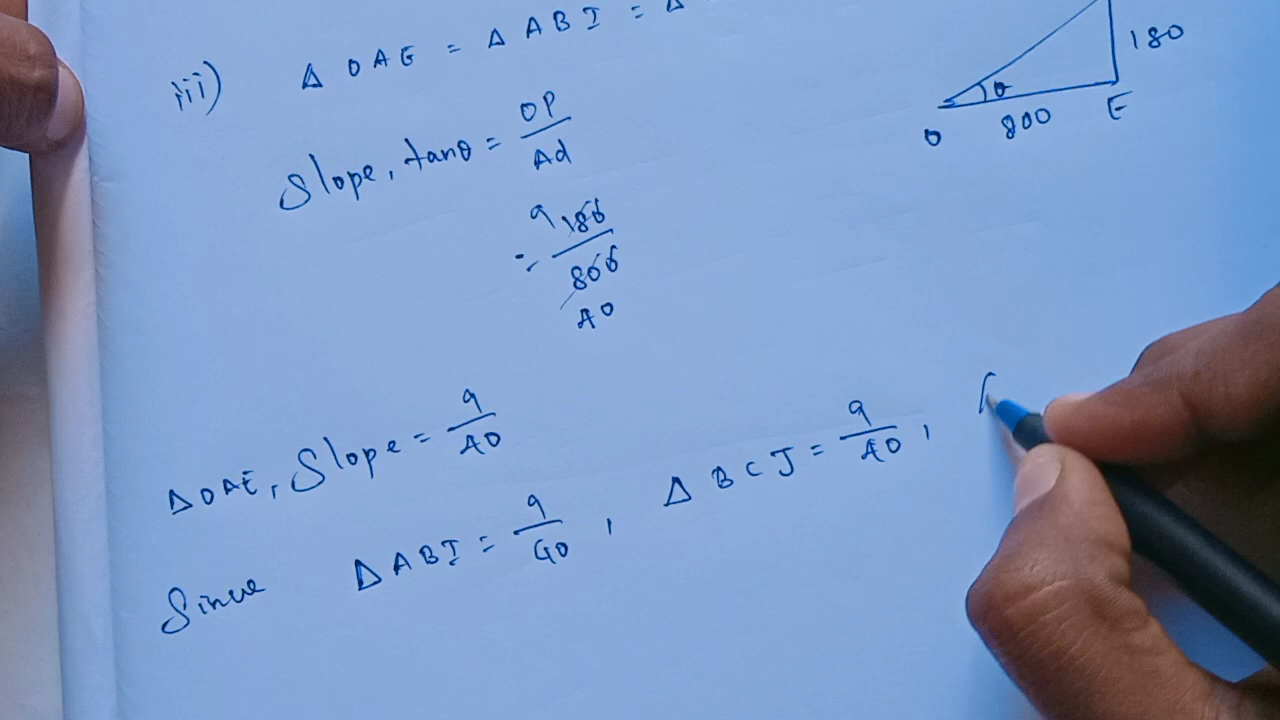 iii) Δ OAE = Δ ABI = Δ
180
θ
O 800 E
Slope, tanθ = OP/Ad
= 9 180/800 40
Δ OAE, Slope = 9/40
Since Δ ABI = 9/40, Δ BCJ = 9/40,